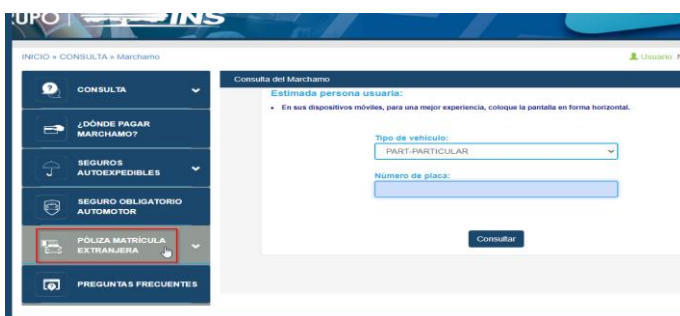 UPO INS
INICIO » CONSULTA » Marchamo
Usuario:
CONSULTA
¿DÓNDE PAGAR
MARCHAMO?
SEGUROS
AUTOEXPEDIBLES
SEGURO OBLIGATORIO
AUTOMOTOR
PÓLIZA MATRÍCULA
EXTRANJERA
PREGUNTAS FRECUENTES
Consulta del Marchamo
Estimada persona usuaria:
• En sus dispositivos móviles, para una mejor experiencia, coloque la pantalla en forma horizontal.
Tipo de vehículo:
PART-PARTICULAR
Número de placa:
Consultar